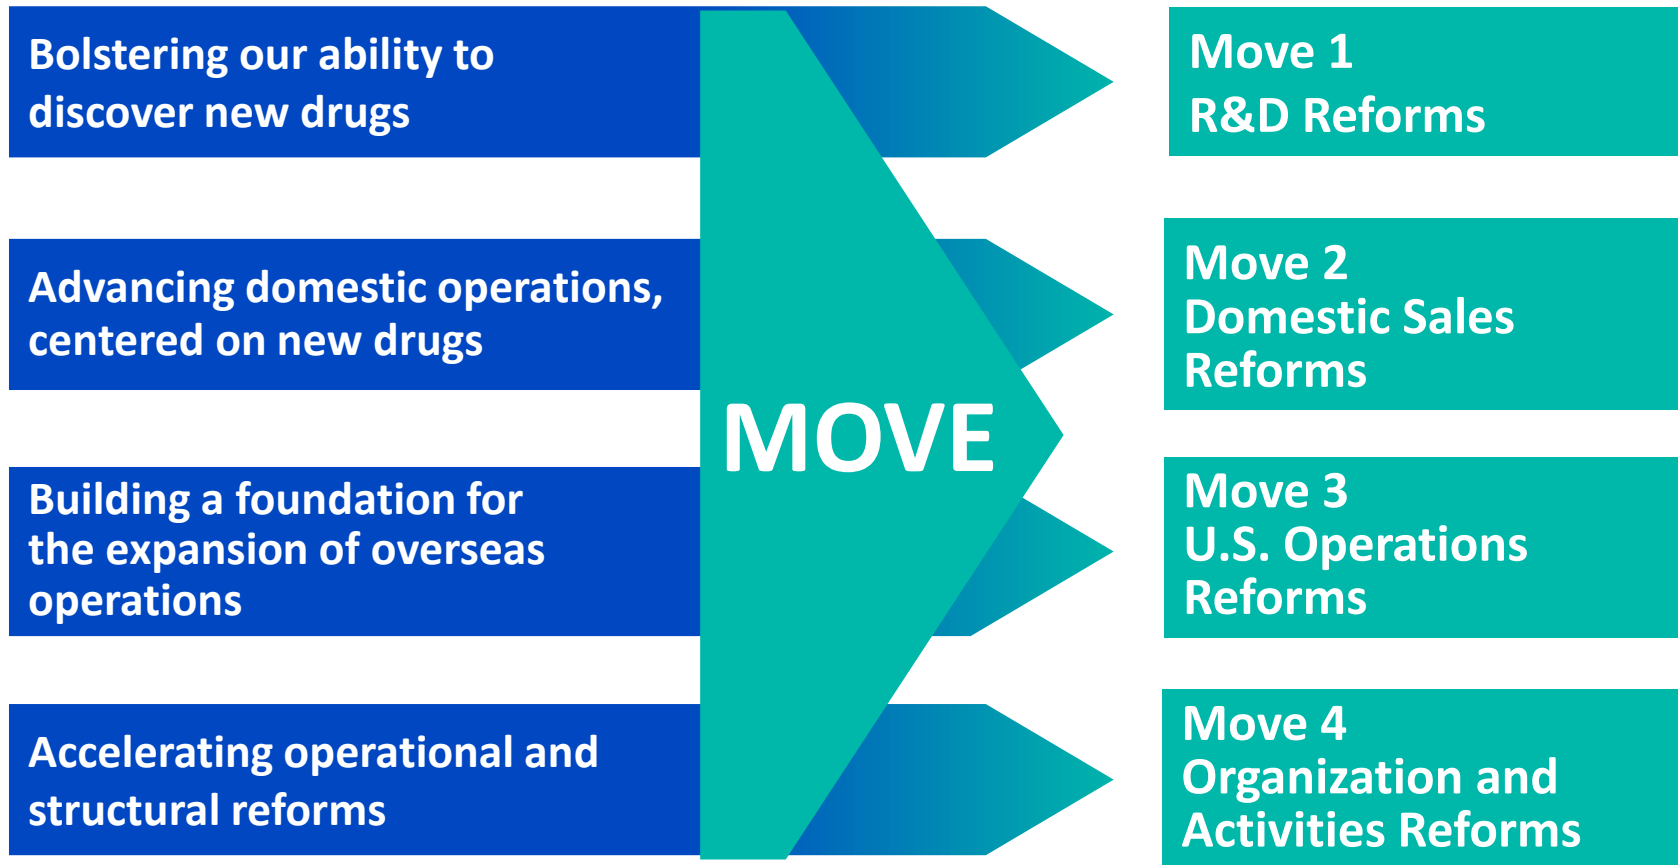 Bolstering our ability to
discover new drugs
Move 1
R&D Reforms
Advancing domestic operations,
centered on new drugs
Move 2
Domestic Sales
Reforms
MOVE
Building a foundation for
the expansion of overseas
operations
Move 3
U.S. Operations
Reforms
Accelerating operational and
structural reforms
Move 4
Organization and
Activities Reforms